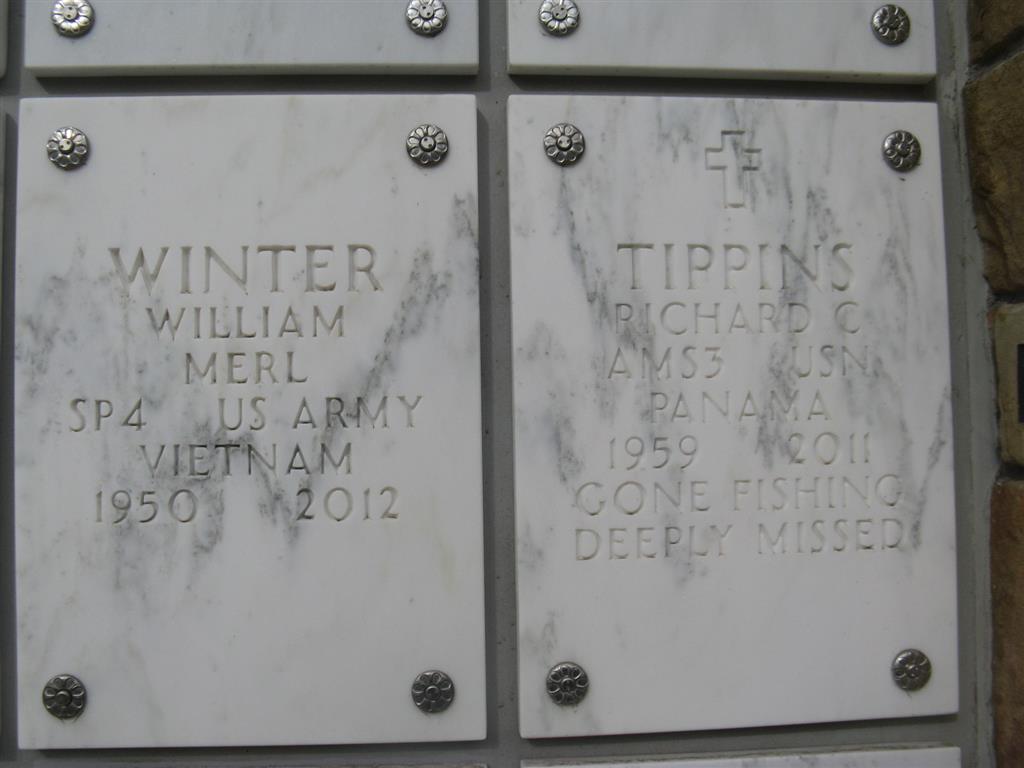 WINTER
WILLIAM
MERL
SP4 US ARMY
VIETNAM
1950 2012
TIPPINS
RICHARD C
AMS3 USN
PANAMA
1959 2011
GONE FISHING
DEEPLY MISSED